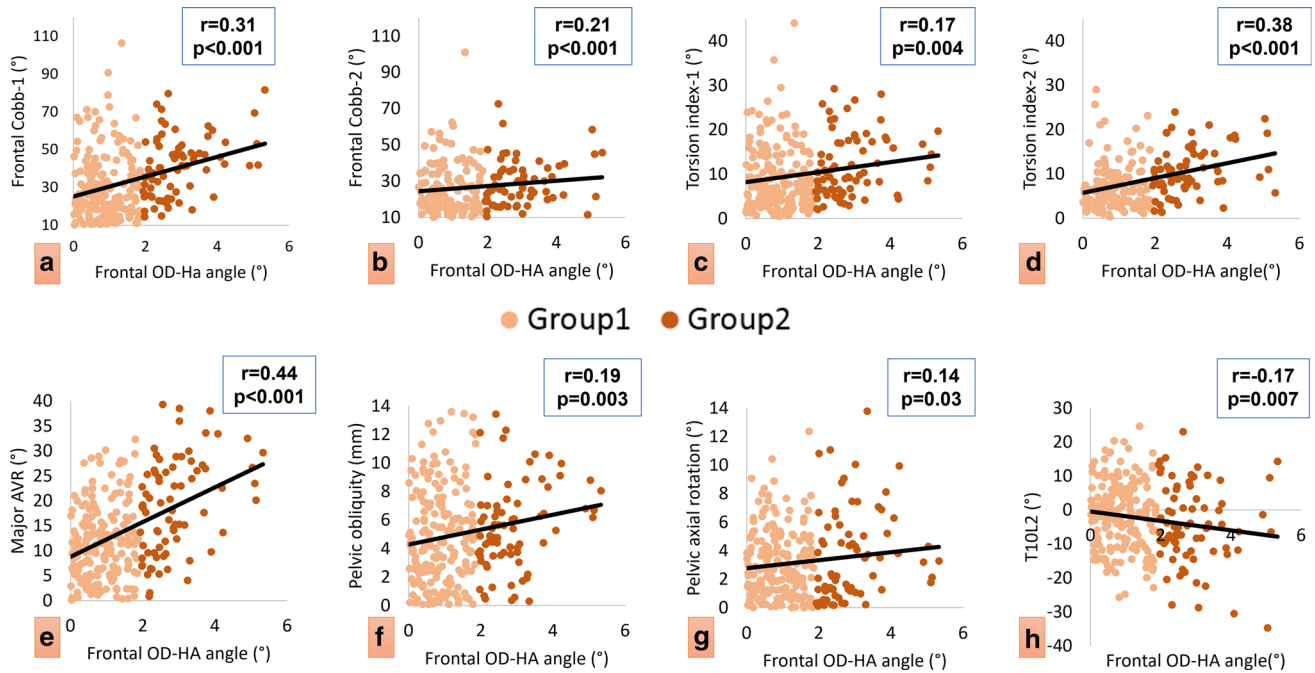 r=0.31
p<0.001
Frontal Cobb-1 (°)
110
90
70
50
30
10
0
2
4
6
a
Frontal OD-Ha angle (°)
r=0.21
p<0.001
Frontal Cobb-2 (°)
110
90
70
50
30
10
0
2
4
6
b
Frontal OD-HA angle (°)
r=0.17
p=0.004
Torsion index-1 (°)
40
30
20
10
0
0
2
4
6
c
Frontal OD-HA angle (°)
r=0.38
p<0.001
Torsion index-2 (°)
40
30
20
10
0
0
2
4
6
d
Frontal OD-HA angle(°)
Group1
Group2
r=0.44
p<0.001
Major AVR (°)
40
35
30
25
20
15
10
5
0
0
2
4
6
e
Frontal OD-HA angle (°)
r=0.19
p=0.003
Pelvic obliquity (mm)
14
12
10
8
6
4
2
0
0
2
4
6
f
Frontal OD-HA angle (°)
r=0.14
p=0.03
Pelvic axial rotation (°)
14
12
10
8
6
4
2
0
0
2
4
6
g
Frontal OD-HA angle (°)
r=-0.17
p=0.007
T10L2 (°)
30
20
10
0
-10
-20
-30
-40
0
2
4
6
h
Frontal OD-HA angle(°)